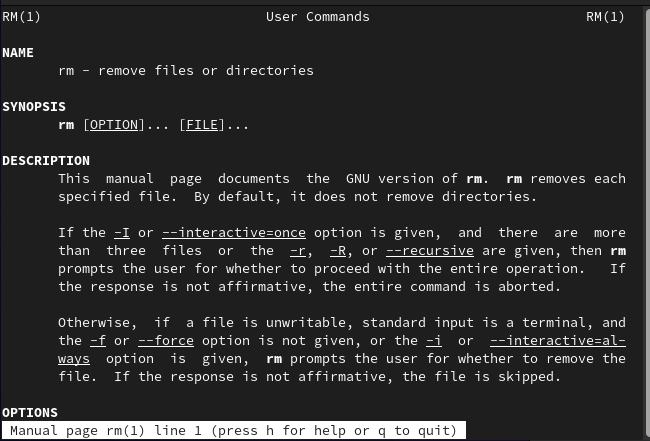 RM(1) User Commands RM(1)
NAME
rm - remove files or directories
SYNOPSIS
rm [OPTION]... [FILE]...
DESCRIPTION
This manual page documents the GNU version of rm. rm removes each
specified file. By default, it does not remove directories.
If the -I or --interactive=once option is given, and there are more
than three files or the -r, -R, or --recursive are given, then rm
prompts the user for whether to proceed with the entire operation. If
the response is not affirmative, the entire command is aborted.
Otherwise, if a file is unwritable, standard input is a terminal, and
the -f or --force option is not given, or the -i or --interactive=al-
ways option is given, rm prompts the user for whether to remove the
file. If the response is not affirmative, the file is skipped.
OPTIONS
Manual page rm(1) line 1 (press h for help or q to quit)